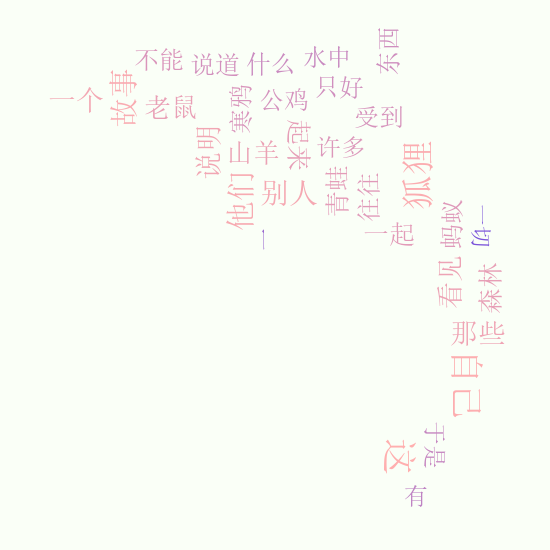 东西
不能
说道
什么
水中
只好
一个
故事
老鼠
寒鸦
公鸡
受到
说明
山羊
起来
许多
狐狸
他们
别人
青蛙
往往
一起
蚂蚁
一切
一
看见
森林
那些
自己
于是
这
有